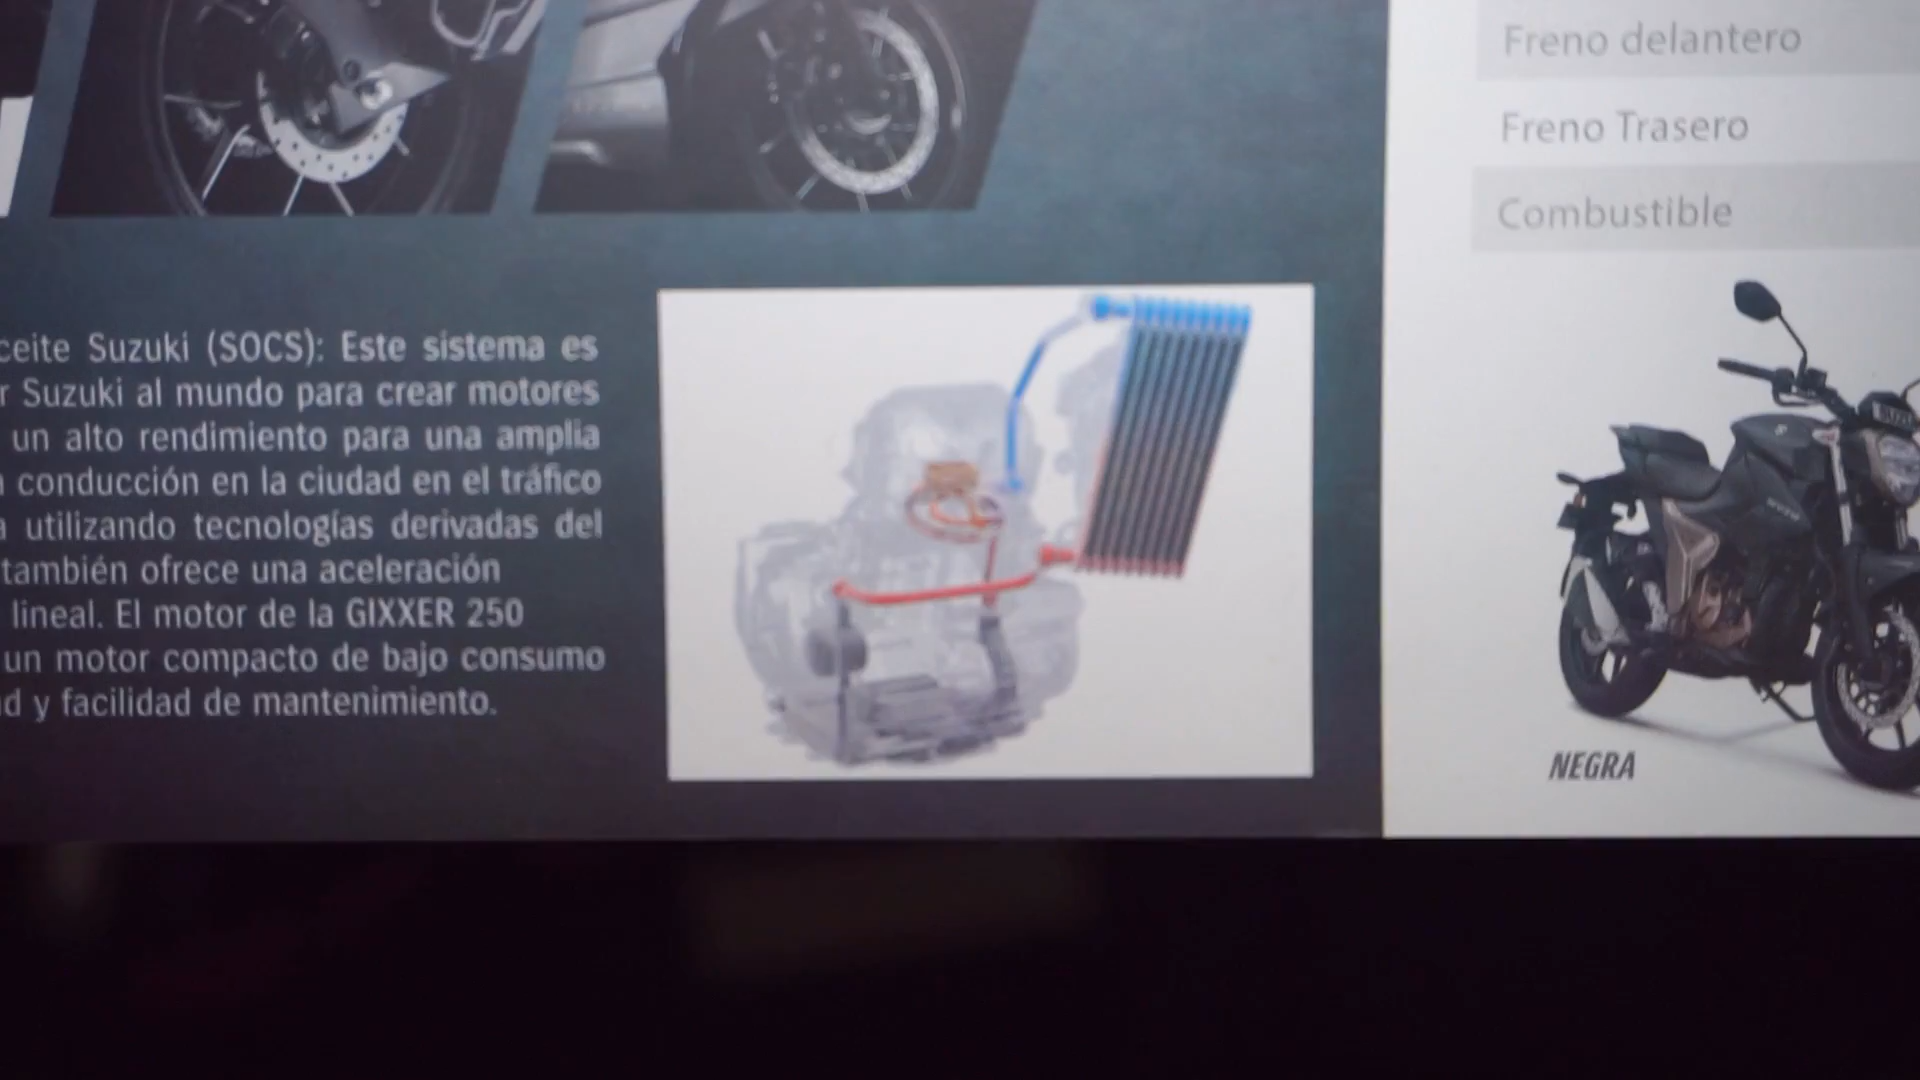 ceite Suzuki (SOCS): Este sistema es
r Suzuki al mundo para crear motores
un alto rendimiento para una amplia
conducción en la ciudad en el tráfico
a utilizando tecnologías derivadas del
también ofrece una aceleración
lineal. El motor de la GIXXER 250
un motor compacto de bajo consumo
d y facilidad de mantenimiento.
Freno delantero
Freno Trasero
Combustible
NEGRA